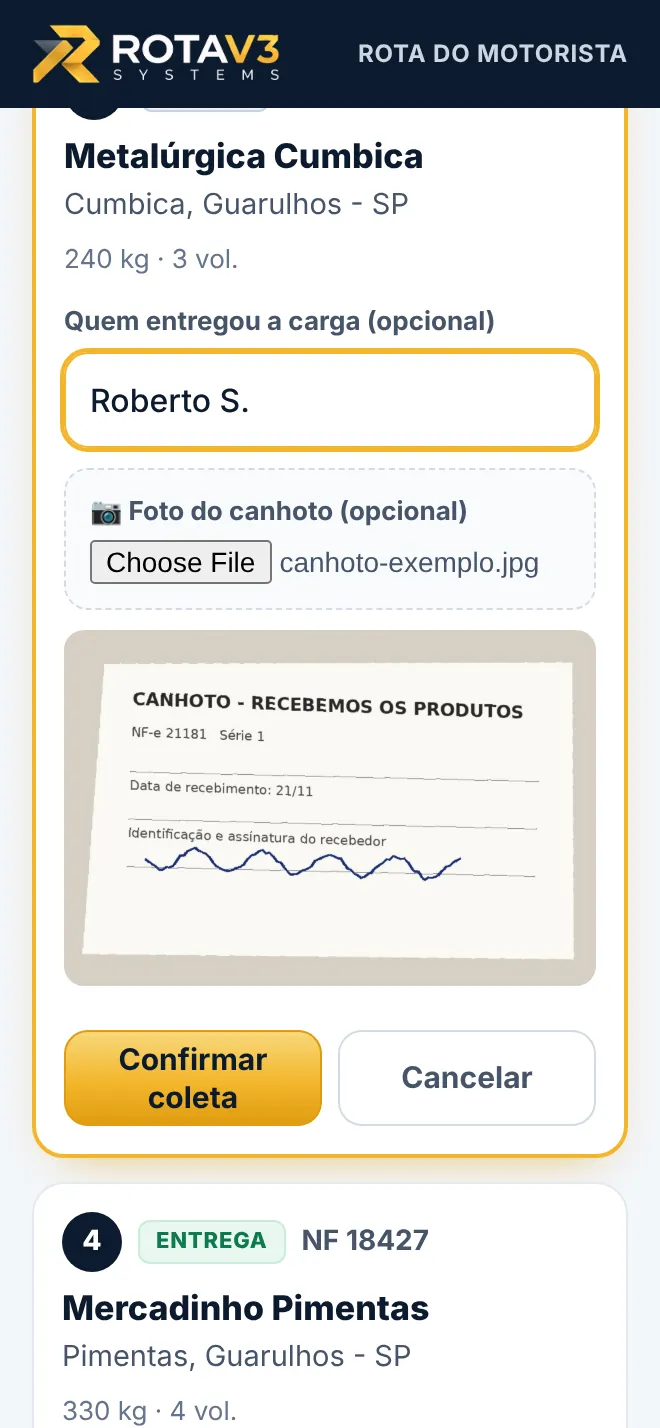 ROTAV3
SYSTEMS
ROTA DO MOTORISTA
Metalúrgica Cumbica
Cumbica, Guarulhos - SP
240 kg · 3 vol.
Quem entregou a carga (opcional)
Roberto S.
📷 Foto do canhoto (opcional)
Choose File canhoto-exemplo.jpg
CANHOTO - RECEBEMOS OS PRODUTOS
NF-e 21181 Série 1
Data de recebimento: 21/11
Identificação e assinatura do recebedor
Confirmar
coleta
Cancelar
4 ENTREGA NF 18427
Mercadinho Pimentas
Pimentas, Guarulhos - SP
330 kg · 4 vol.